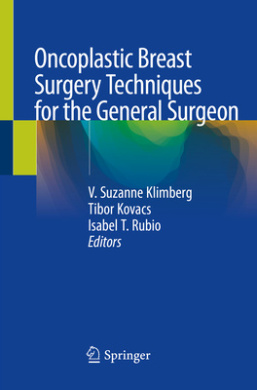 Oncoplastic Breast
Surgery Techniques
for the General Surgeon
V. Suzanne Klimberg
Tibor Kovacs
Isabel T. Rubio
Editors
Springer